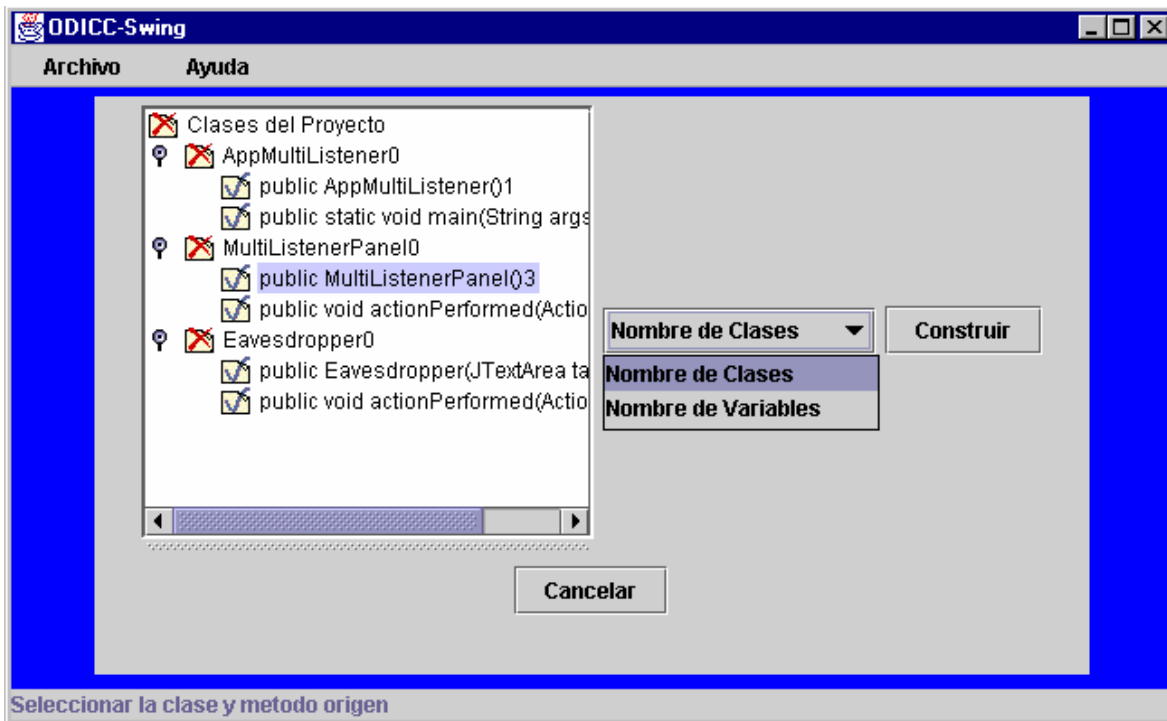 ODICC-Swing
Archivo Ayuda
Clases del Proyecto
AppMultiListener0
public AppMultiListener()1
public static void main(String args
MultiListenerPanel0
public MultiListenerPanel()3
public void actionPerformed(Actio
Eavesdropper0
public Eavesdropper(JTextArea ta
public void actionPerformed(Actio
Nombre de Clases
Construir
Nombre de Clases
Nombre de Variables
Cancelar
Seleccionar la clase y metodo origen